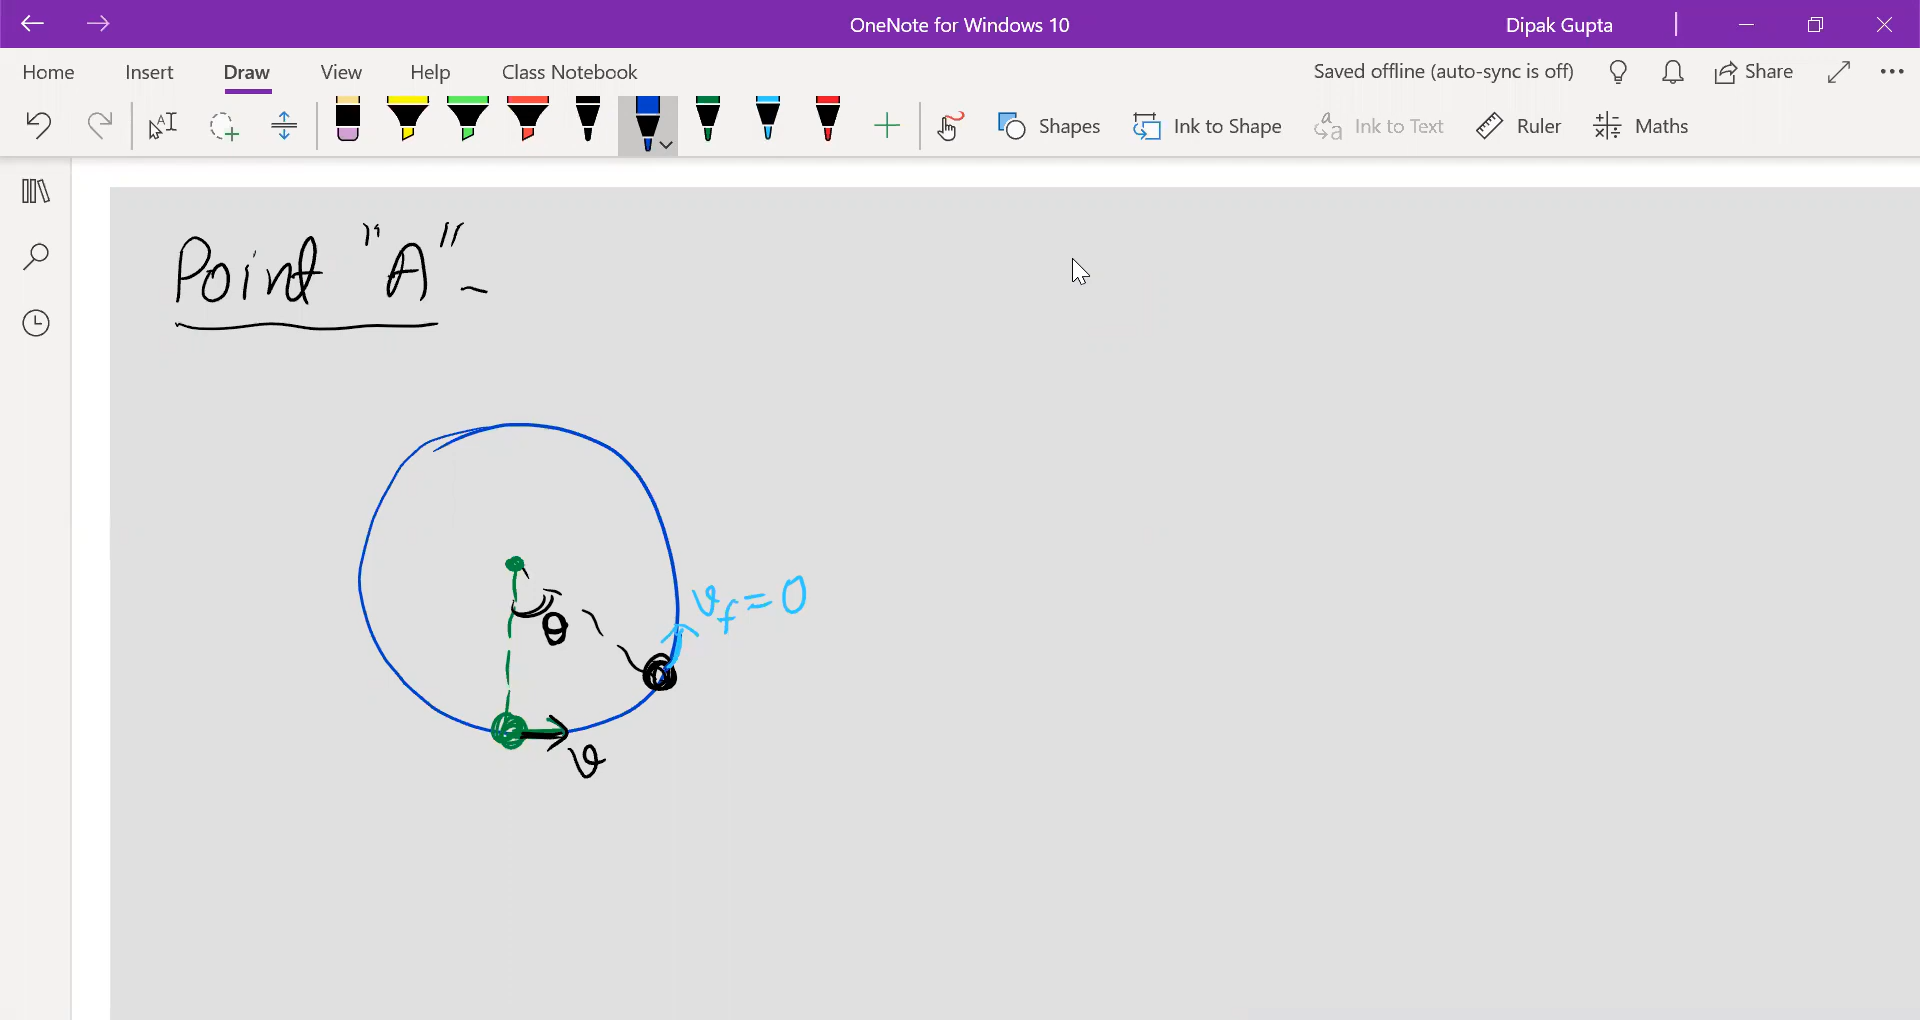 OneNote for Windows 10
Dipak Gupta
Home Insert Draw View Help Class Notebook
Saved offline (auto-sync is off) Share
Shapes Ink to Shape Ink to Text Ruler Maths
Point "A" -
θ
v_f = 0
v